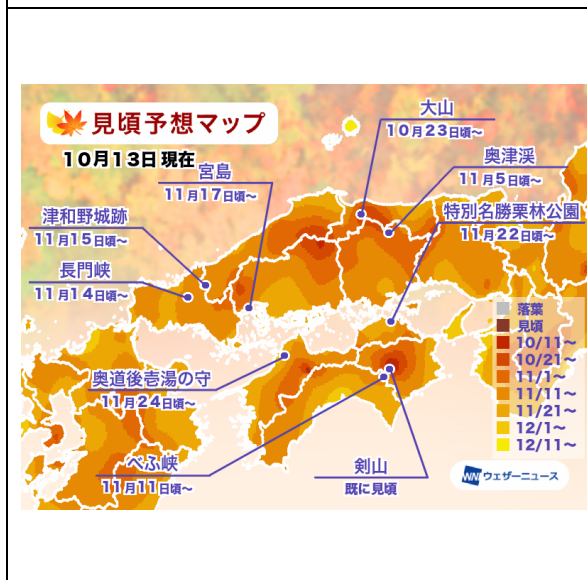 見頃予想マップ
10月13日 現在
大山
10月23日頃~
宮島
11月17日頃~
奥津渓
11月5日頃~
津和野城跡
11月15日頃~
特別名勝栗林公園
11月22日頃~
長門峡
11月14日頃~
落葉
見頃
10/11~
10/21~
11/1~
11/11~
11/21~
12/1~
12/11~
奥道後壱湯の守
11月24日頃~
べふ峡
11月11日頃~
剣山
既に見頃
WN ウェザーニュース